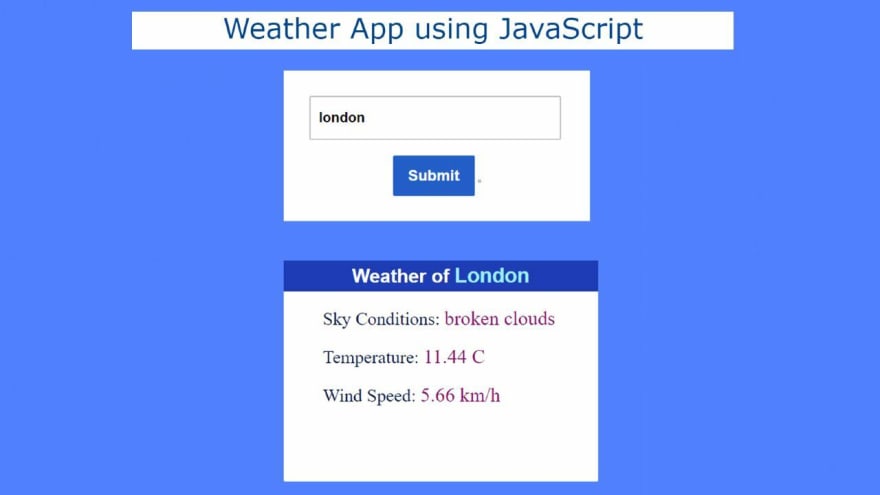 Weather App using JavaScript
london
Submit
Weather of London
Sky Conditions: broken clouds
Temperature: 11.44 C
Wind Speed: 5.66 km/h